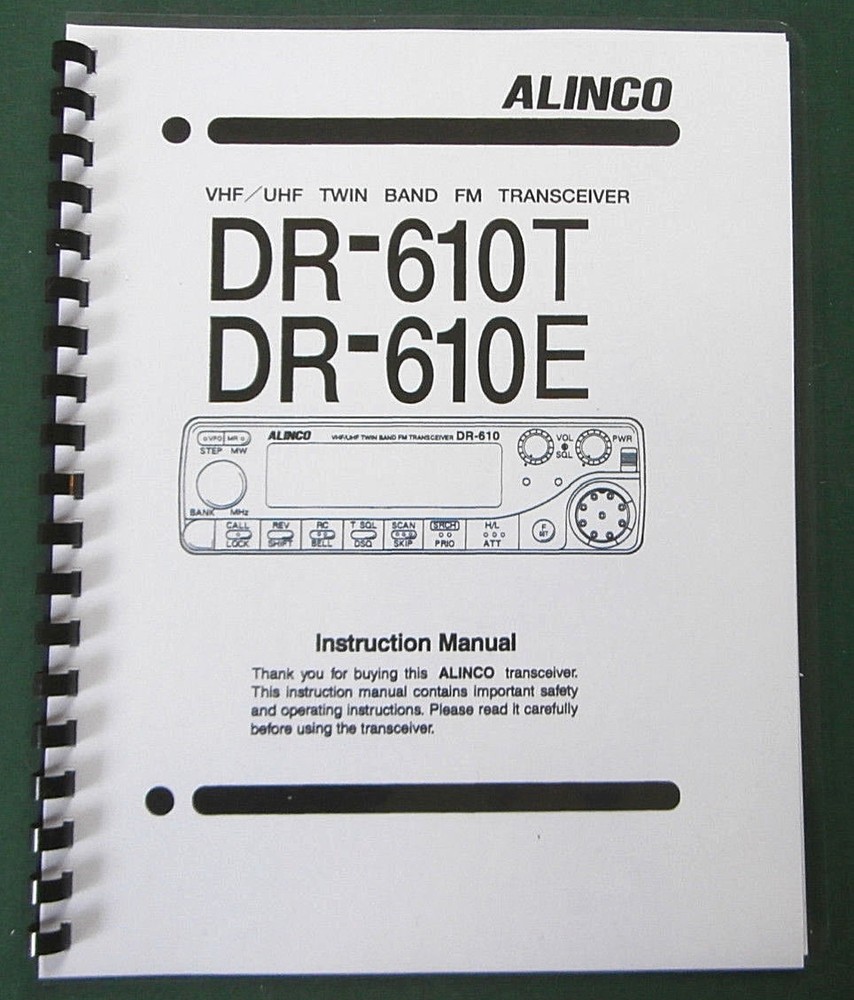 ALINCO
VHF/UHF TWIN BAND FM TRANSCEIVER
DR-610T
DR-610E
VFO MR ALINCO VHF/UHF TWIN BAND FM TRANSCEIVER DR-610 VOL PWR
STEP MW SQL
BANK MHz
CALL REV RC T SQL SCAN SRCH H/L F
LOCK SHIFT BELL DSQ SKIP PRIO ATT SET
Instruction Manual
Thank you for buying this ALINCO transceiver.
This instruction manual contains important safety
and operating instructions. Please read it carefully
before using the transceiver.